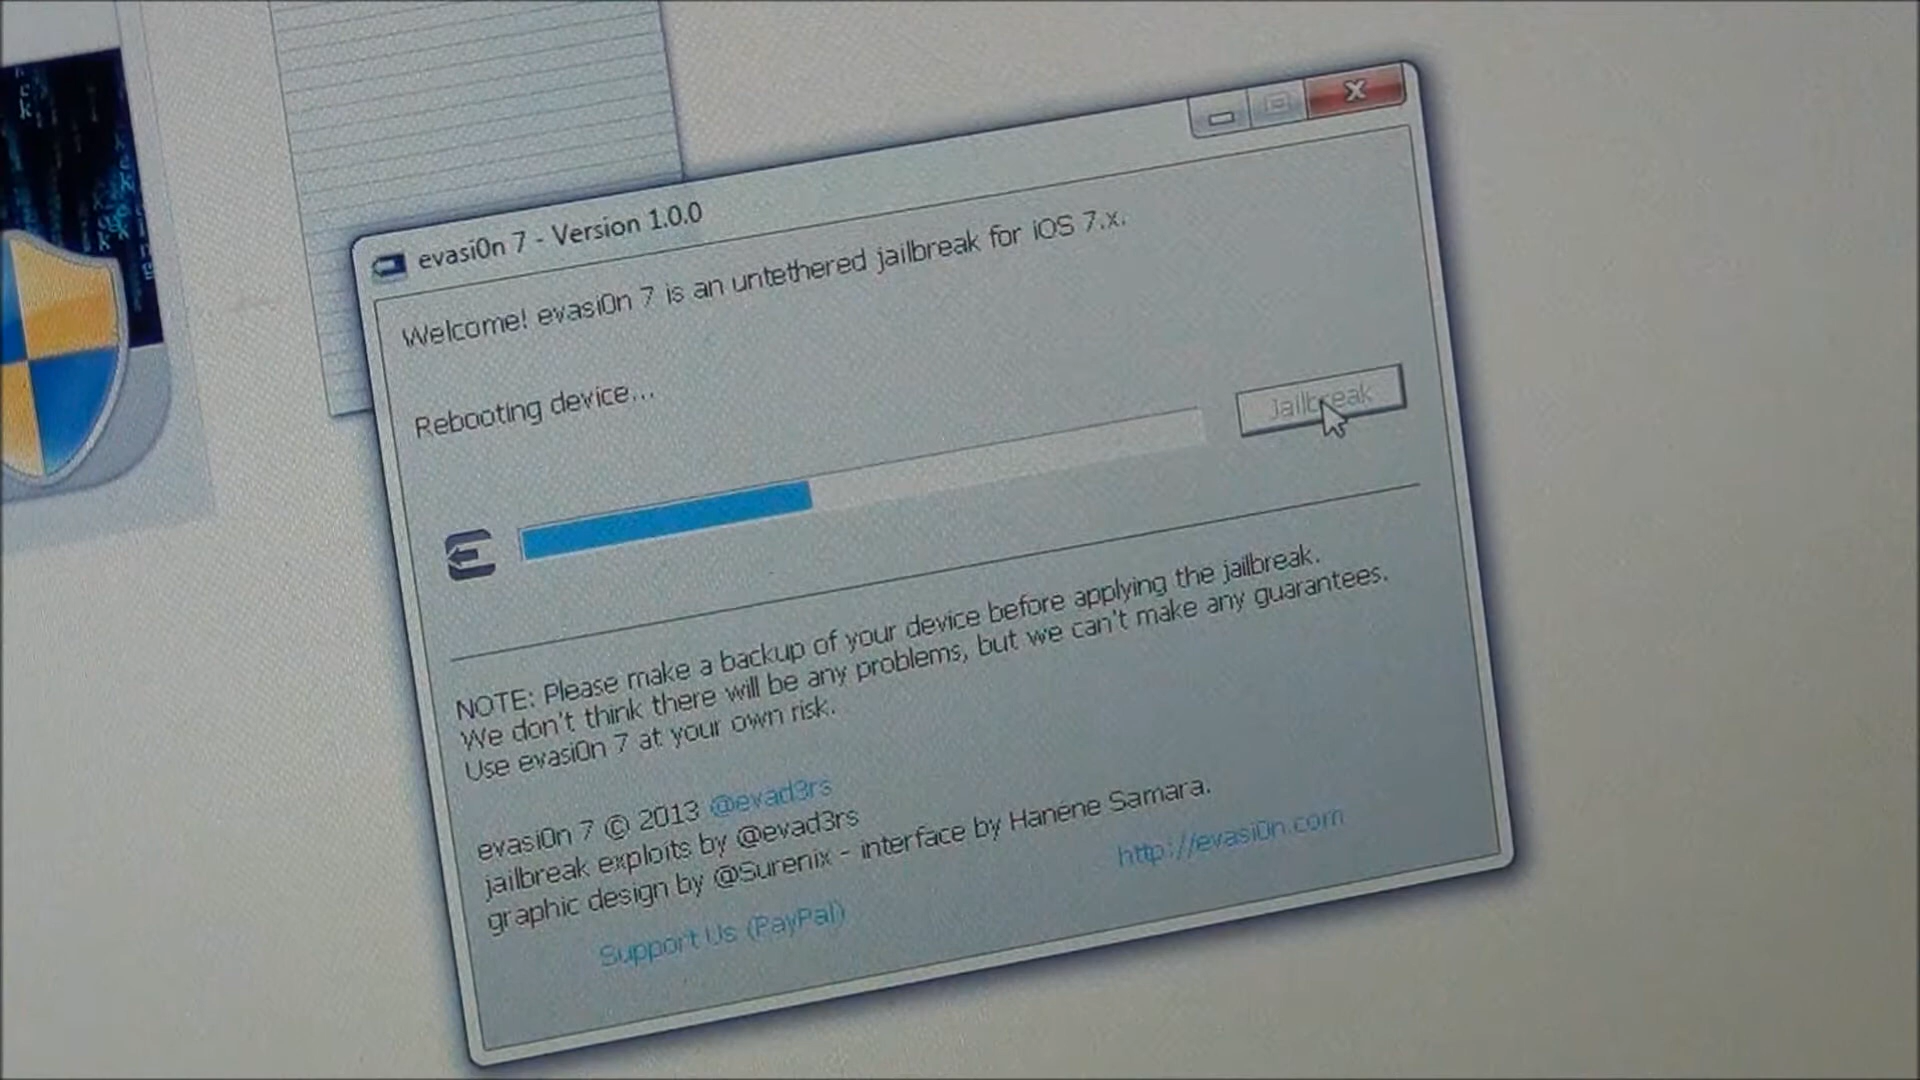 evasi0n 7 - Version 1.0.0
Welcome! evasi0n 7 is an untethered jailbreak for iOS 7.x.
Rebooting device...
Jailbreak
NOTE: Please make a backup of your device before applying the jailbreak.
We don't think there will be any problems, but we can't make any guarantees.
Use evasi0n 7 at your own risk.
evasi0n 7 © 2013 @evad3rs
jailbreak exploits by @evad3rs
graphic design by @Surenix - interface by Hanéne Samara.
Support Us (PayPal)
http://evasi0n.com